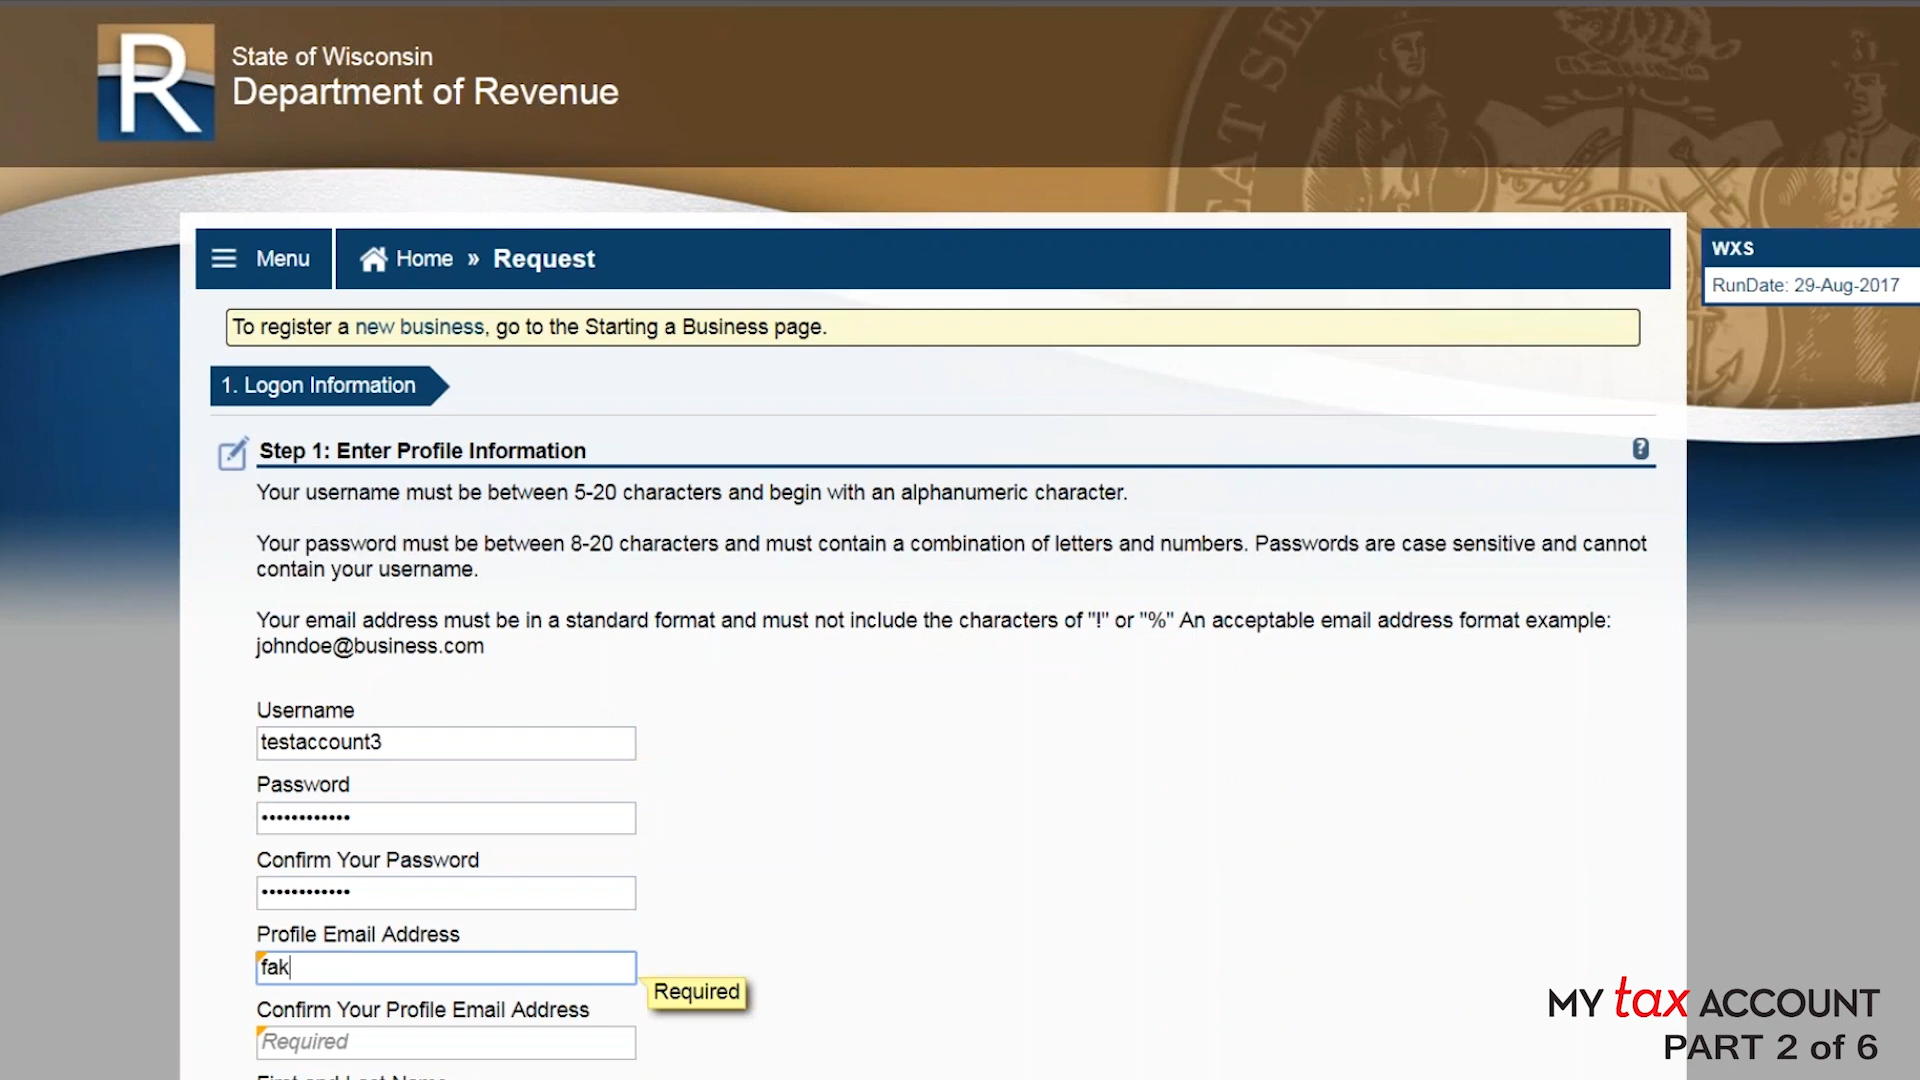 R
State of Wisconsin
Department of Revenue
Menu
Home » Request
WXS
RunDate: 29-Aug-2017
To register a new business, go to the Starting a Business page.
1. Logon Information
Step 1: Enter Profile Information
?
Your username must be between 5-20 characters and begin with an alphanumeric character.
Your password must be between 8-20 characters and must contain a combination of letters and numbers. Passwords are case sensitive and cannot
contain your username.
Your email address must be in a standard format and must not include the characters of "!" or "%" An acceptable email address format example:
johndoe@business.com
Username
testaccount3
Password
••••••••••••
Confirm Your Password
••••••••••••
Profile Email Address
fak
Required
Confirm Your Profile Email Address
Required
First and Last Name
MY tax ACCOUNT
PART 2 of 6